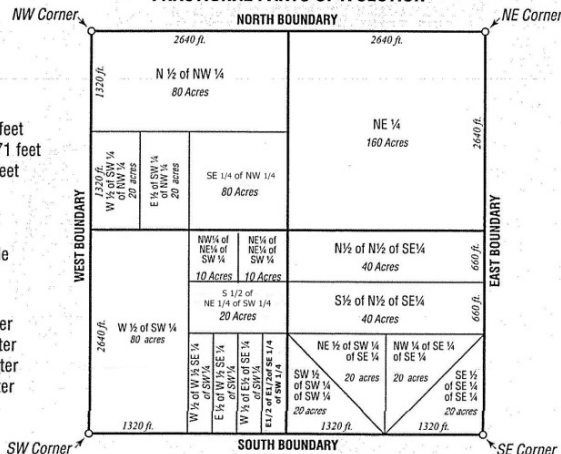 FRACTIONAL PARTS OF A SECTION
NW Corner
NORTH BOUNDARY
NE Corner
2640 ft.
2640 ft.
1320 ft.
N ½ of NW ¼
80 Acres
NE ¼
160 Acres
2640 ft.
feet
71 feet
eet
1320 ft.
W ½ of SW ¼
of NW ¼
20 acres
E ½ of SW ¼
of NW ¼
20 acres
SE 1/4 of NW 1/4
80 Acres
WEST BOUNDARY
EAST BOUNDARY
NW¼ of
NE¼ of
SW ¼
10 Acres
NE¼ of
NE¼ of
SW ¼
10 Acres
N½ of N½ of SE¼
40 Acres
660 ft.
e
S 1/2 of
NE 1/4 of SW 1/4
20 Acres
S½ of N½ of SE¼
40 Acres
660 ft.
er
ter
ter
ter
2640 ft.
W ½ of SW ¼
80 acres
W ½ of W ½ SE ¼
of SW ¼
E ½ of W ½ SE ¼
of SW ¼
W ½ of E½ of SE ¼
of SW ¼
E1/2 of E1/2of SE 1/4
of SW 1/4
NE ½ of SW ¼
of SE ¼
20 acres
NW ¼ of SE ¼
of SE ¼
20 acres
SW ½
of SW ¼
of SW ¼
20 acres
SE ½
of SE ¼
of SE ¼
20 acres
1320 ft.
1320 ft.
1320 ft.
1320 ft.
SW Corner
SOUTH BOUNDARY
SE Corner